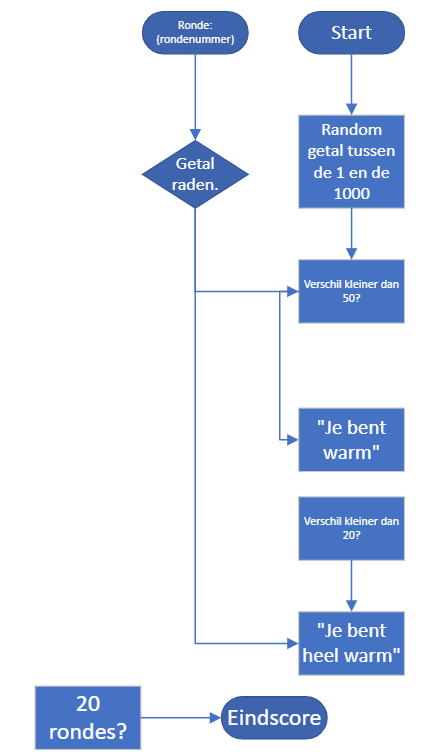 Ronde:
(rondenummer)
Start
Random
getal tussen
de 1 en de
1000
Getal
raden.
Verschil kleiner dan
50?
"Je bent
warm"
Verschil kleiner dan
20?
"Je bent
heel warm"
20
rondes?
Eindscore